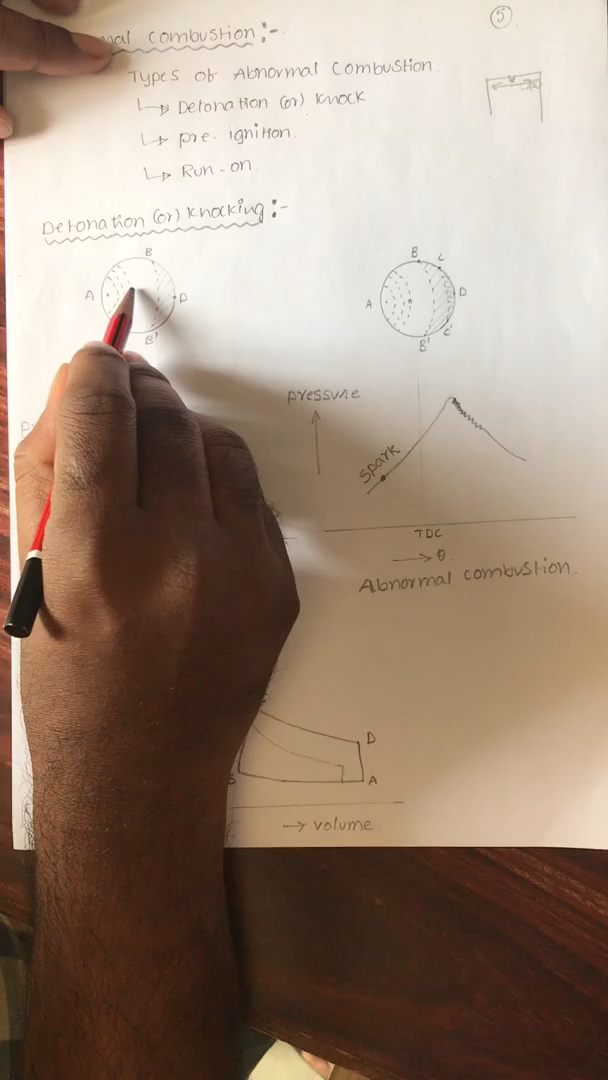 5
mal Combustion:-
Types of Abnormal Combustion
↳ Detonation (or) Knock
↳ pre-ignition
↳ Run-on.
Detonation (or) Knocking:-
B
A
D
B'
B
C
A
D
C'
B'
pressure
spark
TDC
→ θ.
Abnormal combustion.
D
A
→ volume